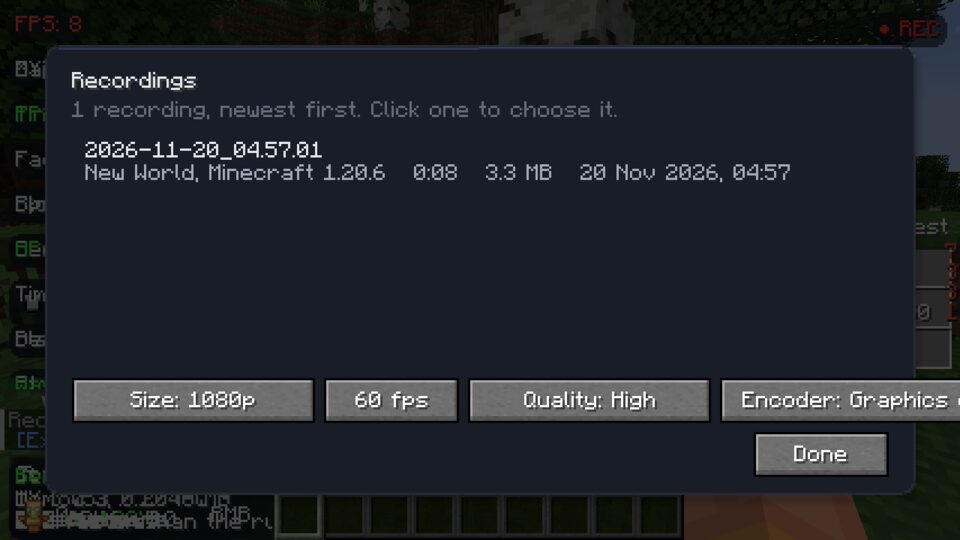 FPS: 8
REC
Recordings
1 recording, newest first. Click one to choose it.
2026-11-20_04.57.01
New World, Minecraft 1.20.6 0:08 3.3 MB 20 Nov 2026, 04:57
Size: 1080p
60 fps
Quality: High
Encoder: Graphics
Done